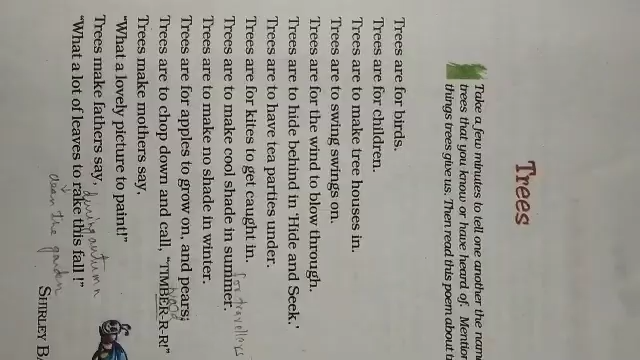 Trees
Take a few minutes to tell one another the nam
trees that you know or have heard of. Mention
things trees give us. Then read this poem about t
Trees are for birds.
Trees are for children.
Trees are to make tree houses in.
Trees are to swing swings on.
Trees are for the wind to blow through.
Trees are to hide behind in 'Hide and Seek.'
Trees are to have tea parties under.
Trees are for kites to get caught in.
for travellers
Trees are to make cool shade in summer.
Trees are to make no shade in winter.
Trees are for apples to grow on, and pears;
wood
Trees are to chop down and call, "TIMBER-R-R!"
Trees make mothers say,
"What a lovely picture to paint!"
Trees make fathers say,
during autumn
"What a lot of leaves to rake this fall !"
clean the garden
SHIRLEY BA